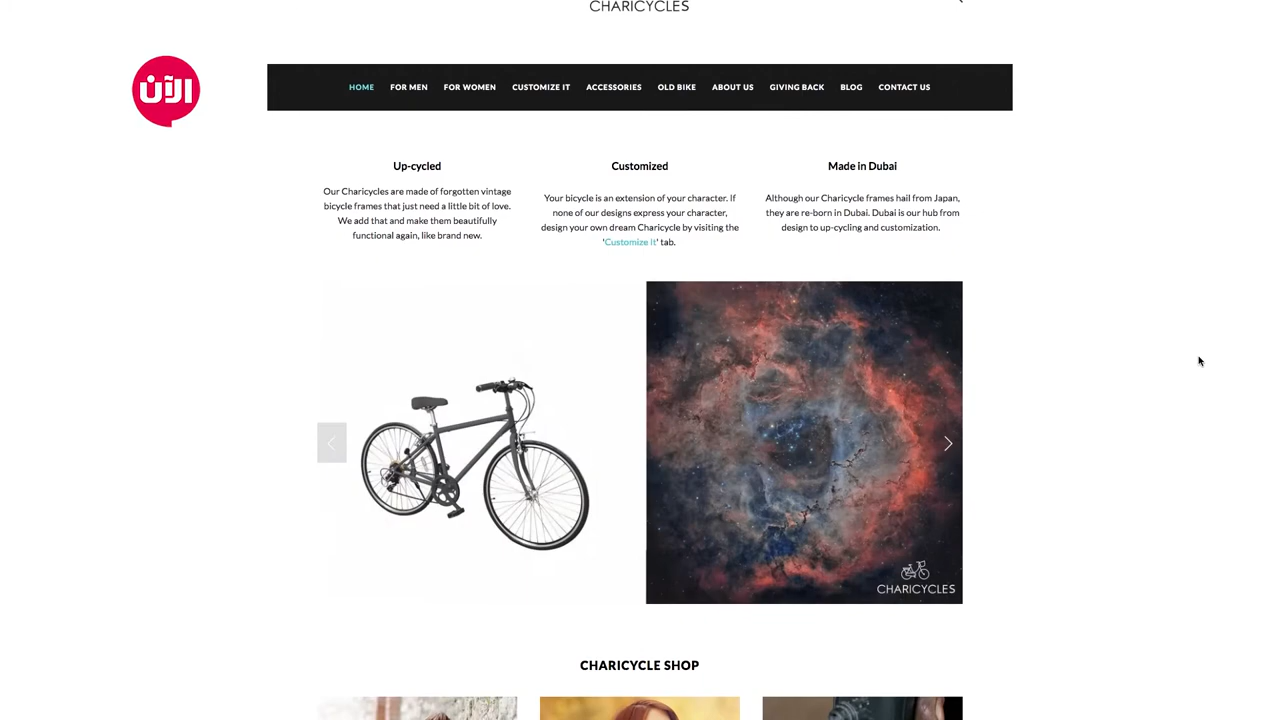 CHARICYCLES
الآن
HOME FOR MEN FOR WOMEN CUSTOMIZE IT ACCESSORIES OLD BIKE ABOUT US GIVING BACK BLOG CONTACT US
Up-cycled
Our Charicycles are made of forgotten vintage
bicycle frames that just need a little bit of love.
We add that and make them beautifully
functional again, like brand new.
Customized
Your bicycle is an extension of your character. If
none of our designs express your character,
design your own dream Charicycle by visiting the
'Customize It' tab.
Made in Dubai
Although our Charicycle frames hail from Japan,
they are re-born in Dubai. Dubai is our hub from
design to up-cycling and customization.
CHARICYCLES
CHARICYCLE SHOP